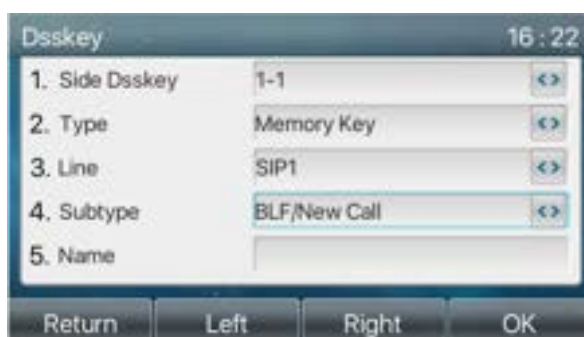 Dsskey 16:22
1. Side Dsskey 1-1
2. Type Memory Key
3. Line SIP1
4. Subtype BLF/New Call
5. Name
Return Left Right OK